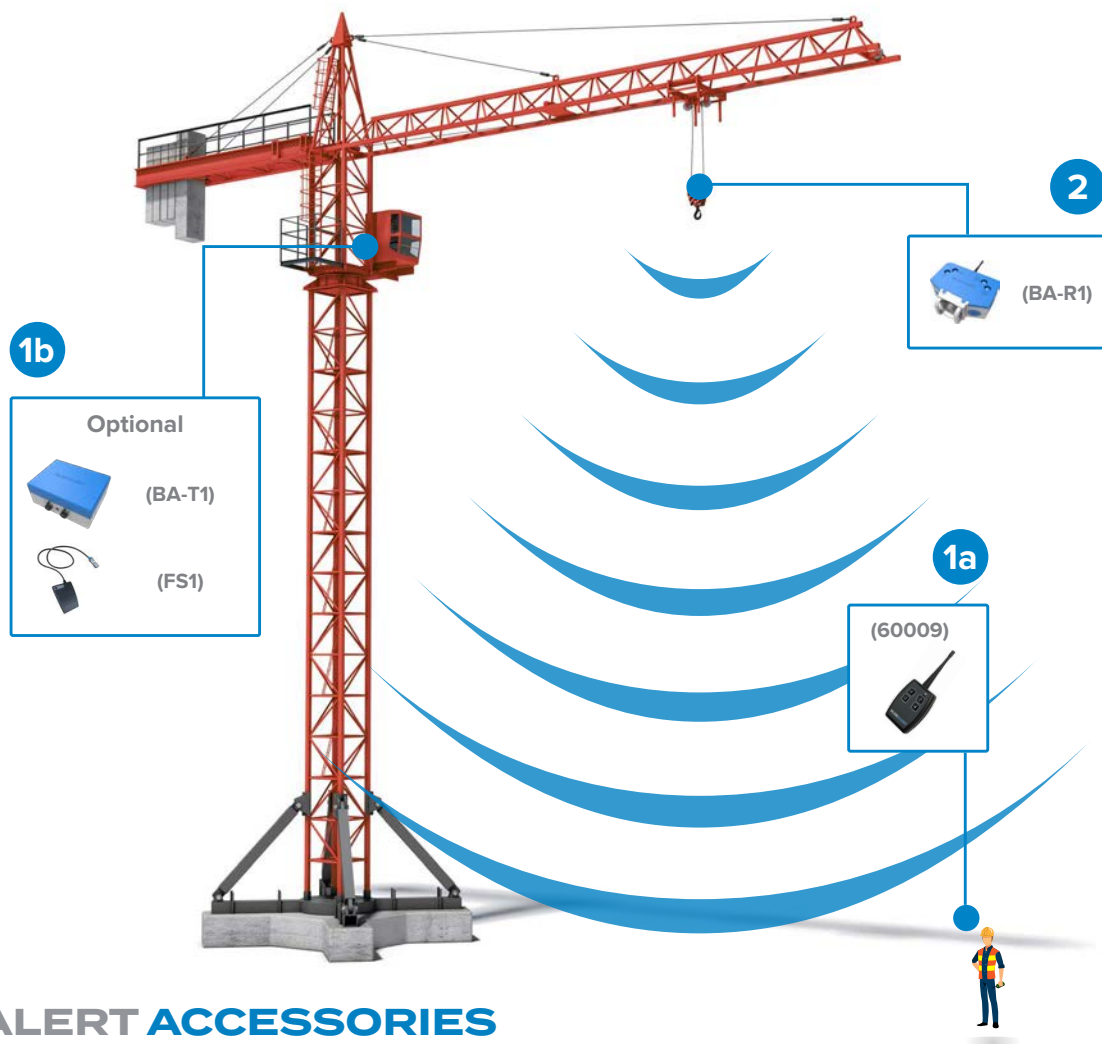 2
(BA-R1)
1b
Optional
(BA-T1)
(FS1)
1a
(60009)
ALERT ACCESSORIES